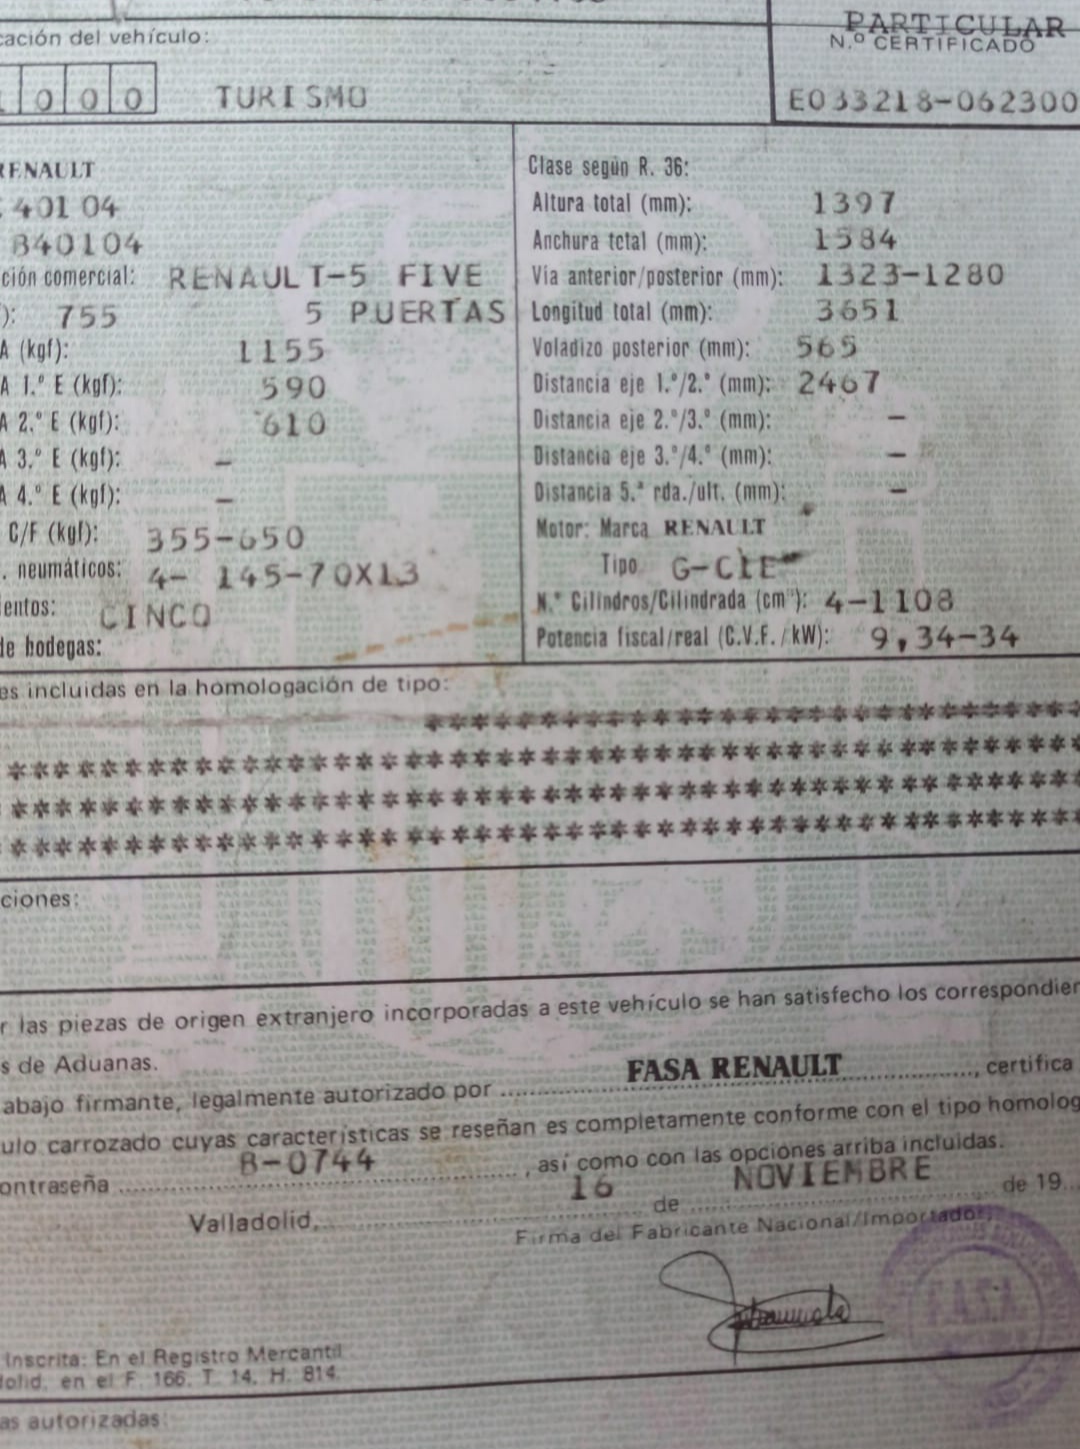 PARTICULAR
cación del vehículo:
N.º CERTIFICADO
0 0 0 TURISMO
E033218-062300
RENAULT
40104
B40104
ción comercial: RENAULT-5 FIVE
): 755 5 PUERTAS
A (kgf): 1155
A 1.º E (kgf): 590
A 2.º E (kgf): 610
A 3.º E (kgf): –
A 4.º E (kgf): –
C/F (kgf): 355-650
. neumáticos: 4- 145-70X13
entos: CINCO
de bodegas:
Clase según R. 36:
Altura total (mm): 1397
Anchura total (mm): 1584
Via anterior/posterior (mm): 1323-1280
Longitud total (mm): 3651
Voladizo posterior (mm): 565
Distancia eje 1.º/2.º (mm): 2467
Distancia eje 2.º/3.º (mm): –
Distancia eje 3.º/4.º (mm): –
Distancia 5.ª rda./ult. (mm): –
Motor: Marca RENAULT
Tipo G-C1E
N.º Cilindros/Cilindrada (cm³): 4-1108
Potencia fiscal/real (C.V.F./kW): 9,34-34
es incluidas en la homologación de tipo:
ciones:
r las piezas de origen extranjero incorporadas a este vehículo se han satisfecho los correspondien
s de Aduanas.
abajo firmante, legalmente autorizado por FASA RENAULT, certifica
ulo carrozado cuyas características se reseñan es completamente conforme con el tipo homolog
ontraseña B-0744, así como con las opciones arriba incluidas.
Valladolid, 16 de NOVIEMBRE de 19
Firma del Fabricante Nacional/Importador
F.A.S.A.
Inscrita: En el Registro Mercantil
dolid, en el F. 166, T. 14, H. 814.
as autorizadas: